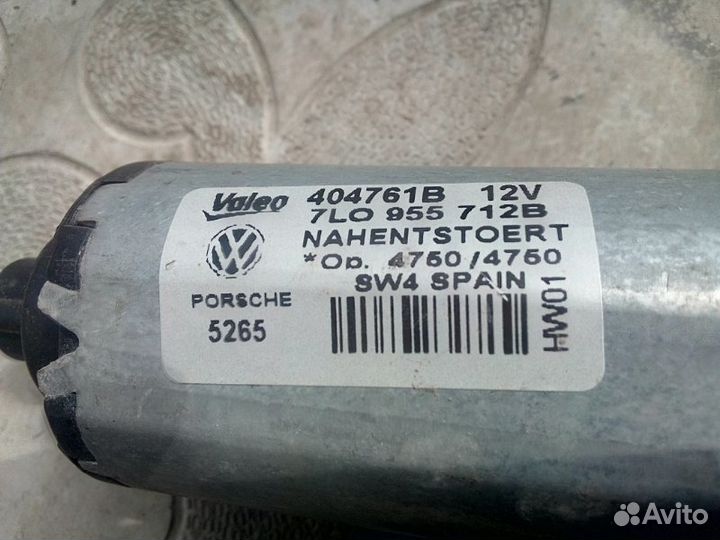 Valeo 404761B 12V
7L0 955 712B
NAHENTSTOERT
*Op. 4750/4750
SW4 SPAIN
PORSCHE
5265
HW01
Avito